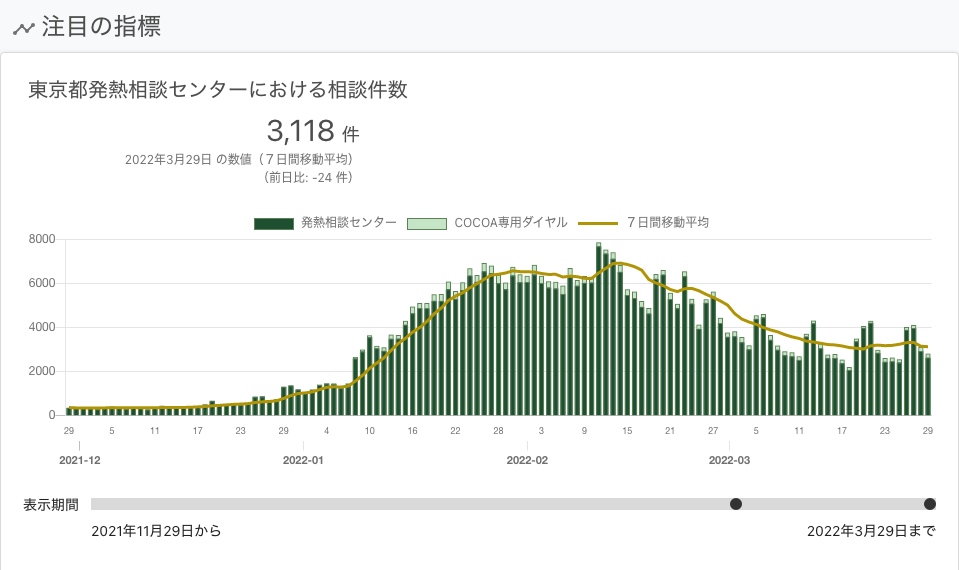 注目の指標
東京都発熱相談センターにおける相談件数
3,118 件
2022年3月29日 の数値（７日間移動平均）
（前日比: -24 件）
発熱相談センター COCOA専用ダイヤル ７日間移動平均
8000
6000
4000
2000
0
29 5 11 17 23 29 4 10 16 22 28 3 9 15 21 27 5 11 17 23 29
2021-12 2022-01 2022-02 2022-03
表示期間
2021年11月29日から 2022年3月29日まで